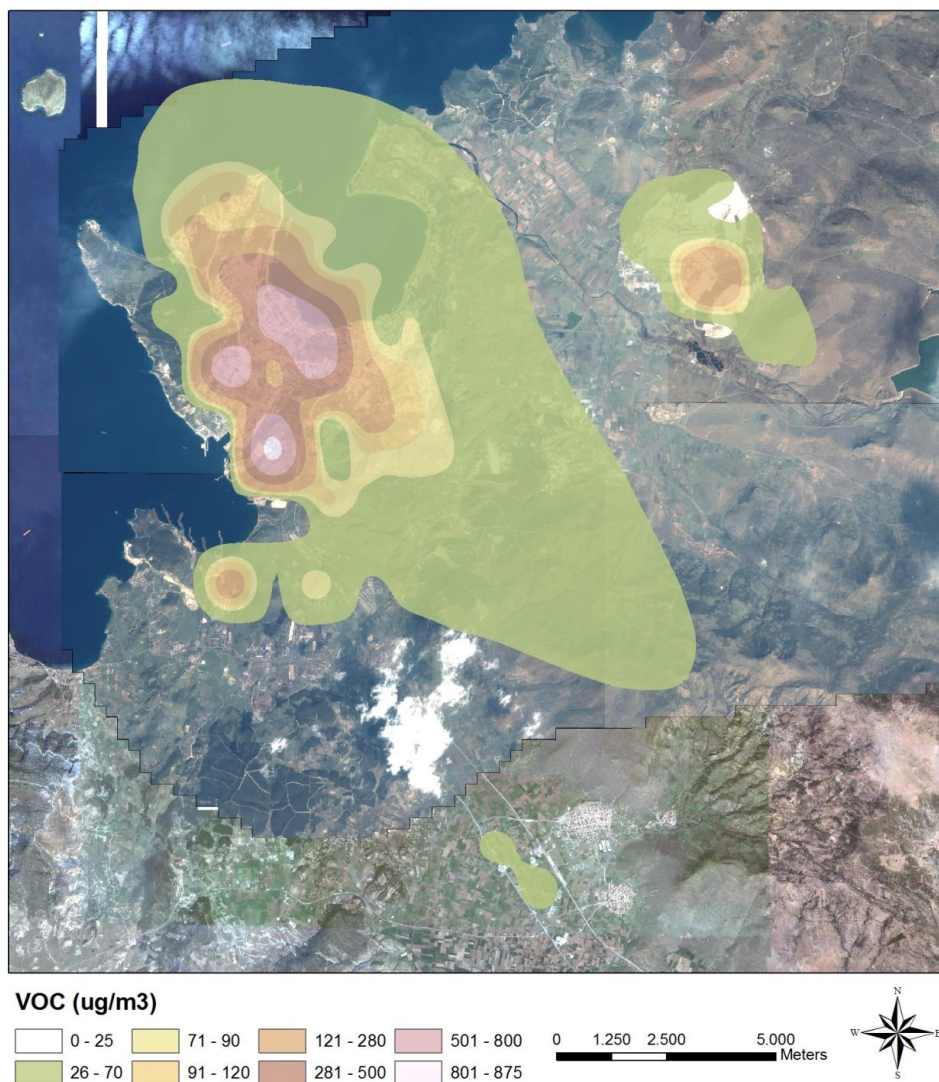 VOC (ug/m3)
0 - 25
71 - 90
121 - 280
501 - 800
26 - 70
91 - 120
281 - 500
801 - 875
0 1.250 2.500 5.000
Meters
N
W E
S